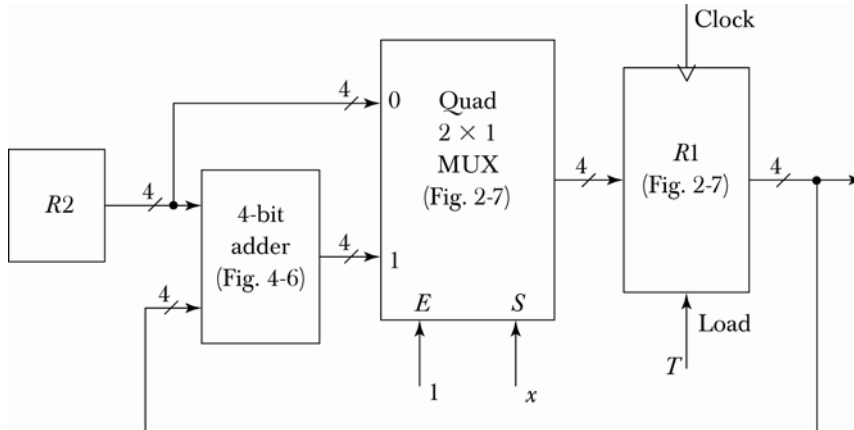 Clock
4
0
Quad
2 × 1
MUX
(Fig. 2-7)
4
R1
(Fig. 2-7)
4
R2
4
4-bit
adder
(Fig. 4-6)
4
1
4
E
S
Load
T
1
x